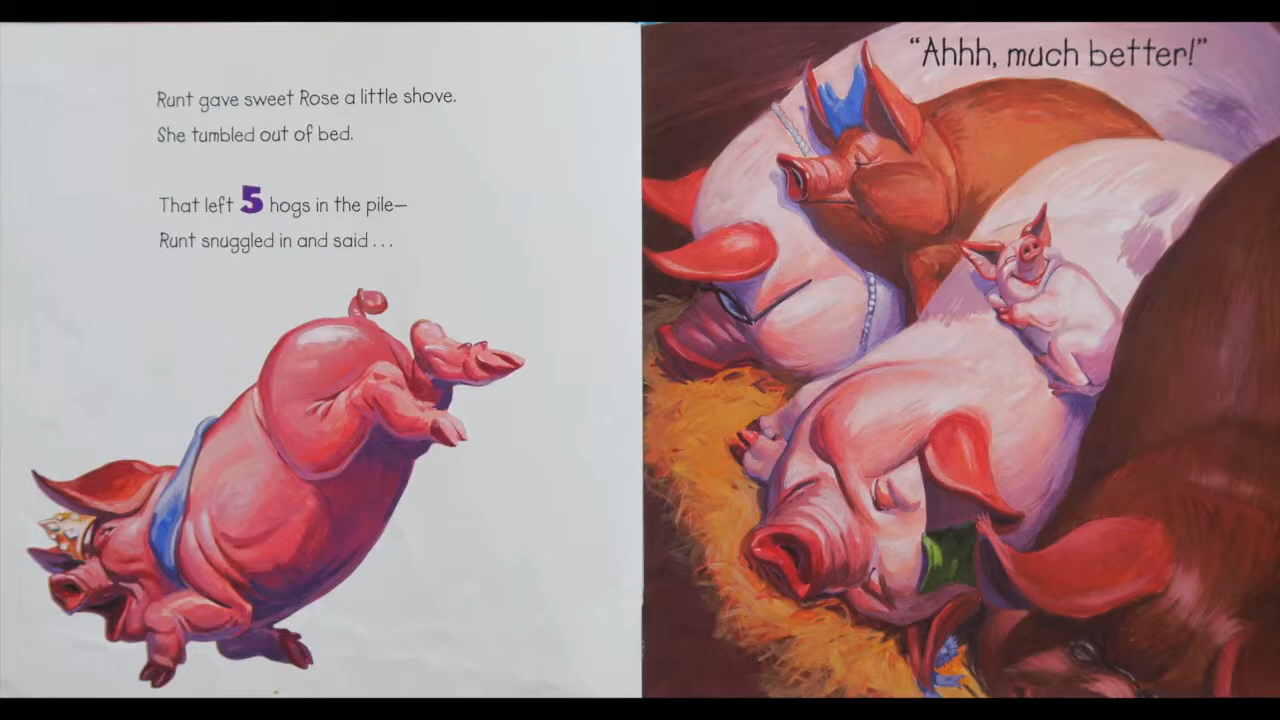 Runt gave sweet Rose a little shove.
She tumbled out of bed.
That left 5 hogs in the pile—
Runt snuggled in and said . . .
“Ahhh, much better!”